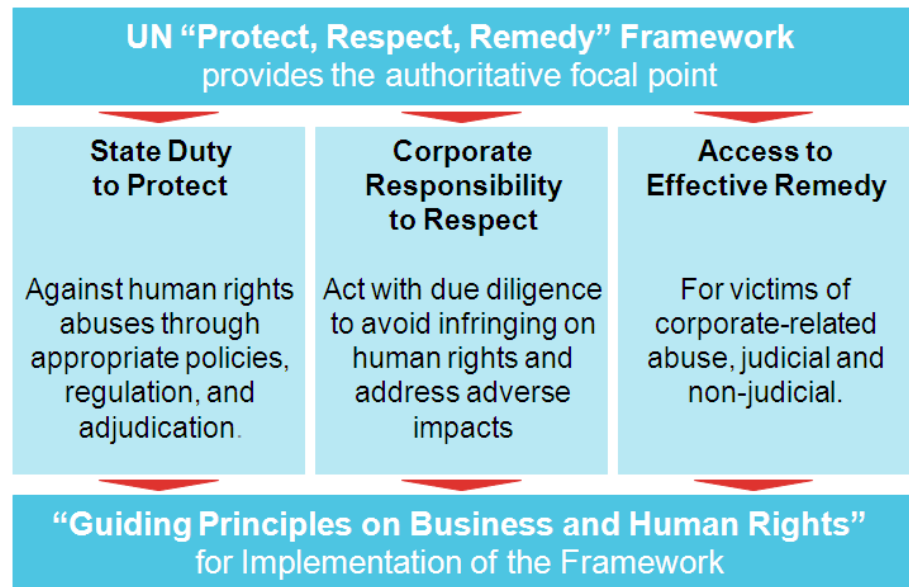 UN “Protect, Respect, Remedy” Framework
provides the authoritative focal point
State Duty
to Protect
Against human rights
abuses through
appropriate policies,
regulation, and
adjudication.
Corporate
Responsibility
to Respect
Act with due diligence
to avoid infringing on
human rights and
address adverse
impacts
Access to
Effective Remedy
For victims of
corporate-related
abuse, judicial and
non-judicial.
“Guiding Principles on Business and Human Rights”
for Implementation of the Framework